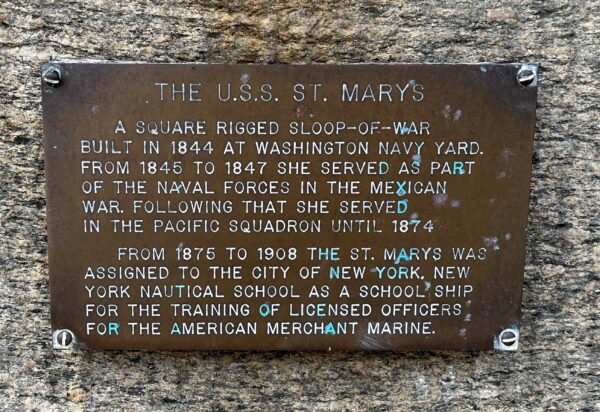 THE U.S.S. ST. MARYS
A SQUARE RIGGED SLOOP-OF-WAR
BUILT IN 1844 AT WASHINGTON NAVY YARD.
FROM 1845 TO 1847 SHE SERVED AS PART
OF THE NAVAL FORCES IN THE MEXICAN
WAR. FOLLOWING THAT SHE SERVED
IN THE PACIFIC SQUADRON UNTIL 1874
FROM 1875 TO 1908 THE ST. MARYS WAS
ASSIGNED TO THE CITY OF NEW YORK, NEW
YORK NAUTICAL SCHOOL AS A SCHOOL SHIP
FOR THE TRAINING OF LICENSED OFFICERS
FOR THE AMERICAN MERCHANT MARINE.